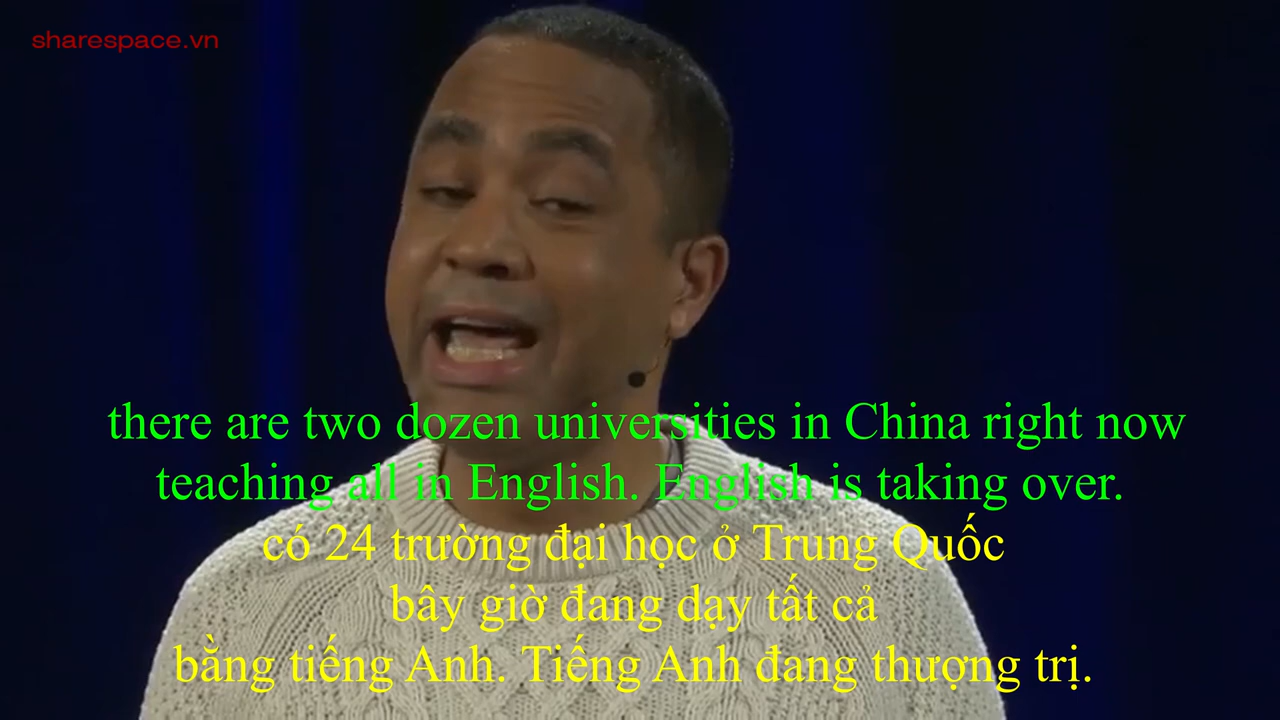 sharespace.vn
there are two dozen universities in China right now
teaching all in English. English is taking over.
có 24 trường đại học ở Trung Quốc
bây giờ đang dạy tất cả
bằng tiếng Anh. Tiếng Anh đang thượng trị.